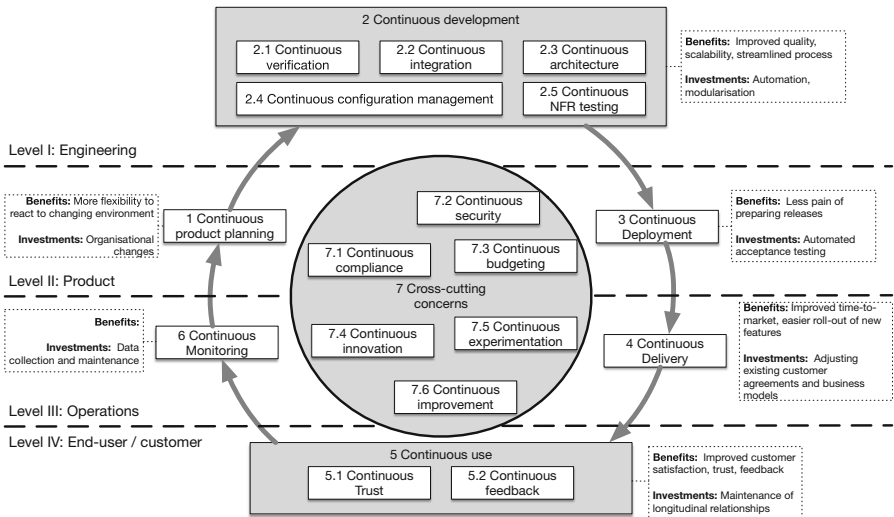 2 Continuous development
2.1 Continuous
verification
2.2 Continuous
integration
2.3 Continuous
architecture
2.4 Continuous configuration management
2.5 Continuous
NFR testing
Benefits: Improved quality,
scalability, streamlined process
Investments: Automation,
modularisation
Level I: Engineering
Benefits: More flexibility to
react to changing environment
Investments: Organisational
changes
1 Continuous
product planning
7.2 Continuous
security
7.1 Continuous
compliance
7.3 Continuous
budgeting
7 Cross-cutting
concerns
7.4 Continuous
innovation
7.5 Continuous
experimentation
7.6 Continuous
improvement
3 Continuous
Deployment
Benefits: Less pain of
preparing releases
Investments: Automated
acceptance testing
Level II: Product
Benefits:
Investments: Data
collection and maintenance
6 Continuous
Monitoring
4 Continuous
Delivery
Benefits: Improved time-to-
market, easier roll-out of new
features
Investments: Adjusting
existing customer
agreements and business
models
Level III: Operations
Level IV: End-user / customer
5 Continuous use
5.1 Continuous
Trust
5.2 Continuous
feedback
Benefits: Improved customer
satisfaction, trust, feedback
Investments: Maintenance of
longitudinal relationships